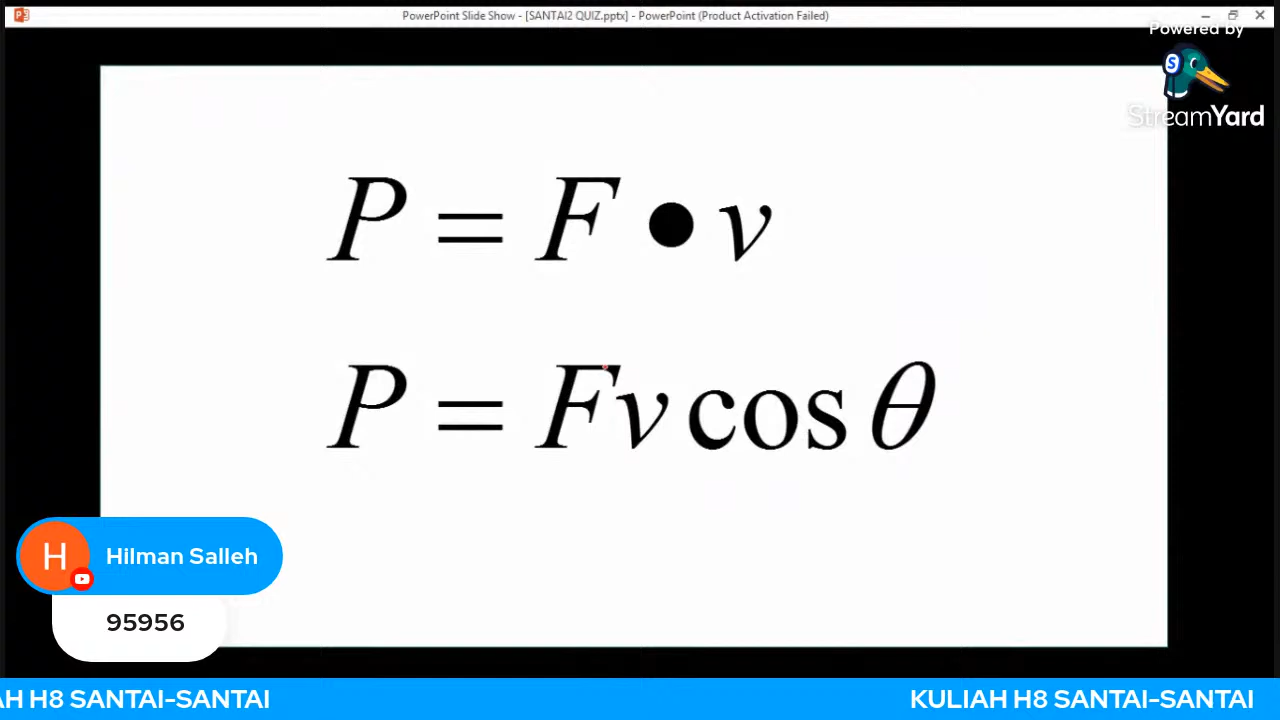 PowerPoint Slide Show - [SANTAI2 QUIZ.pptx] - PowerPoint (Product Activation Failed)
Powered by
StreamYard
P = F • v
P = Fv cos θ
H Hilman Salleh
95956
AH H8 SANTAI-SANTAI KULIAH H8 SANTAI-SANTAI